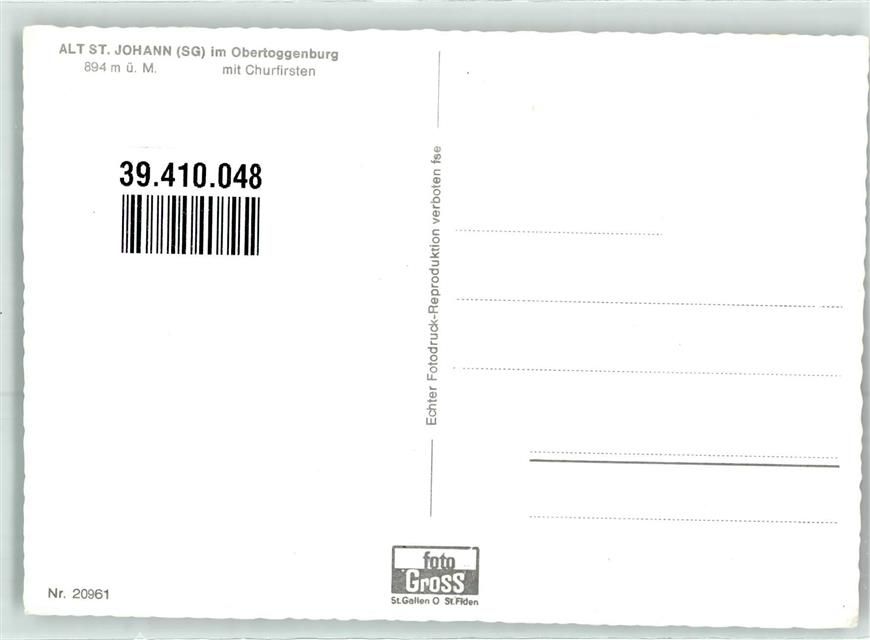 ALT ST. JOHANN (SG) im Obertoggenburg
894 m ü. M. mit Churfirsten
39.410.048
Echter Fotodruck-Reproduktion verboten fse
foto
Gross
St.Gallen O St.Fiden
Nr. 20961